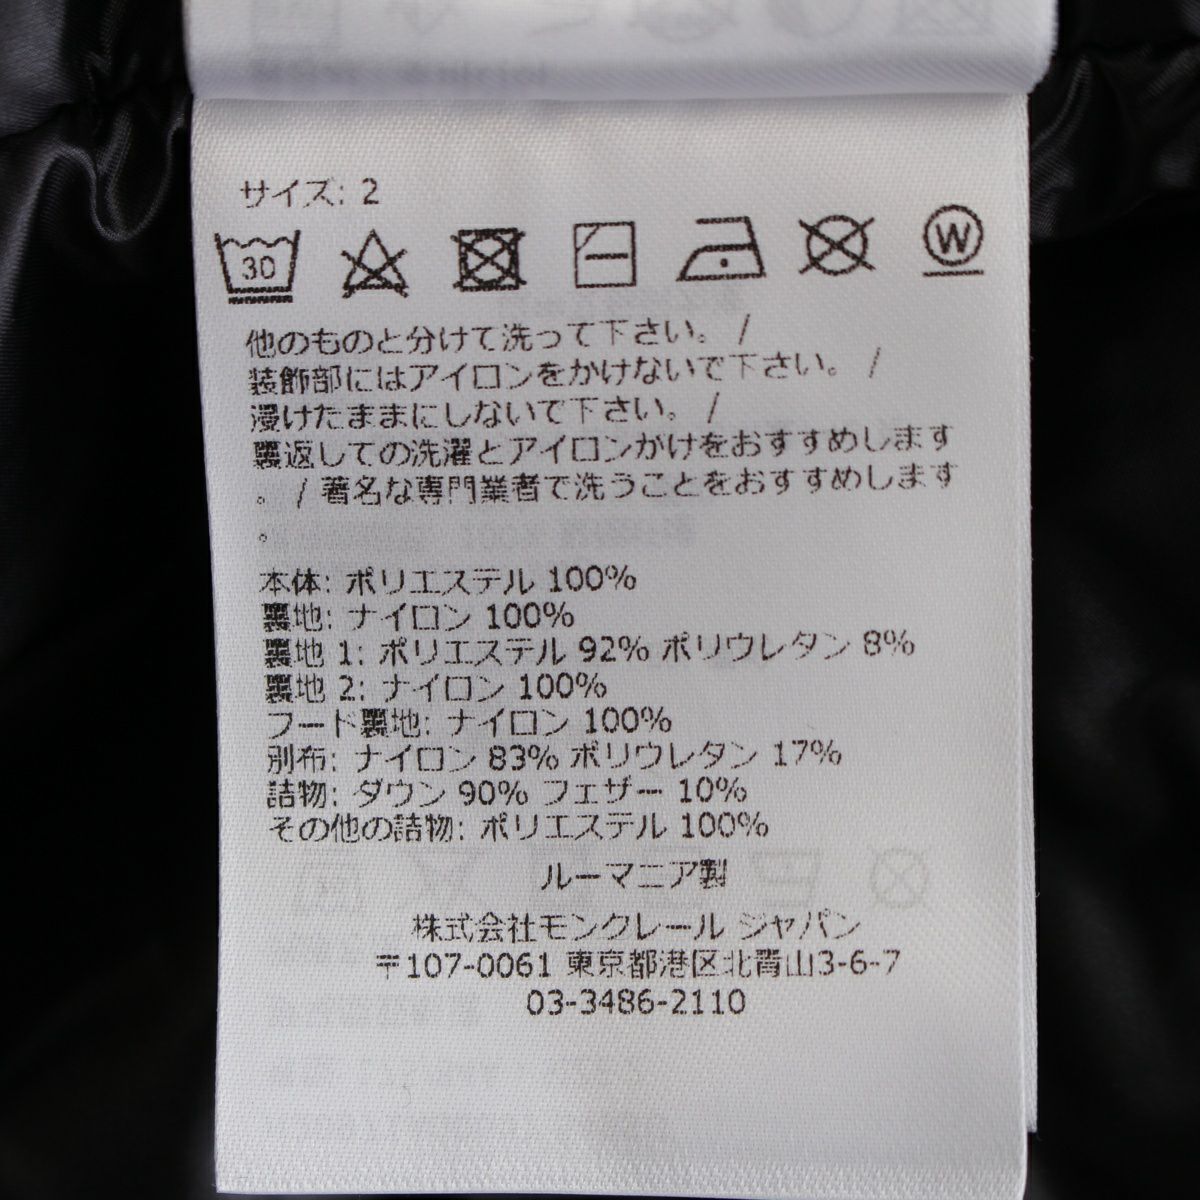 サイズ: 2
30
W
他のものと分けて洗って下さい。 /
装飾部にはアイロンをかけないで下さい。 /
浸けたままにしないで下さい。 /
裏返しての洗濯とアイロンかけをおすすめします
。 / 著名な専門業者で洗うことをおすすめします
。
本体: ポリエステル 100%
裏地: ナイロン 100%
裏地 1: ポリエステル 92% ポリウレタン 8%
裏地 2: ナイロン 100%
フード裏地: ナイロン 100%
別布: ナイロン 83% ポリウレタン 17%
詰物: ダウン 90% フェザー 10%
その他の詰物: ポリエステル 100%
ルーマニア製
株式会社モンクレール ジャパン
〒107-0061 東京都港区北青山3-6-7
03-3486-2110